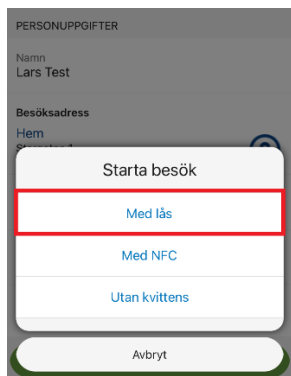 PERSONUPPGIFTER
Namn
Lars Test
Besöksadress
Hem
Starta besök
Med lås
Med NFC
Utan kvittens
Avbryt